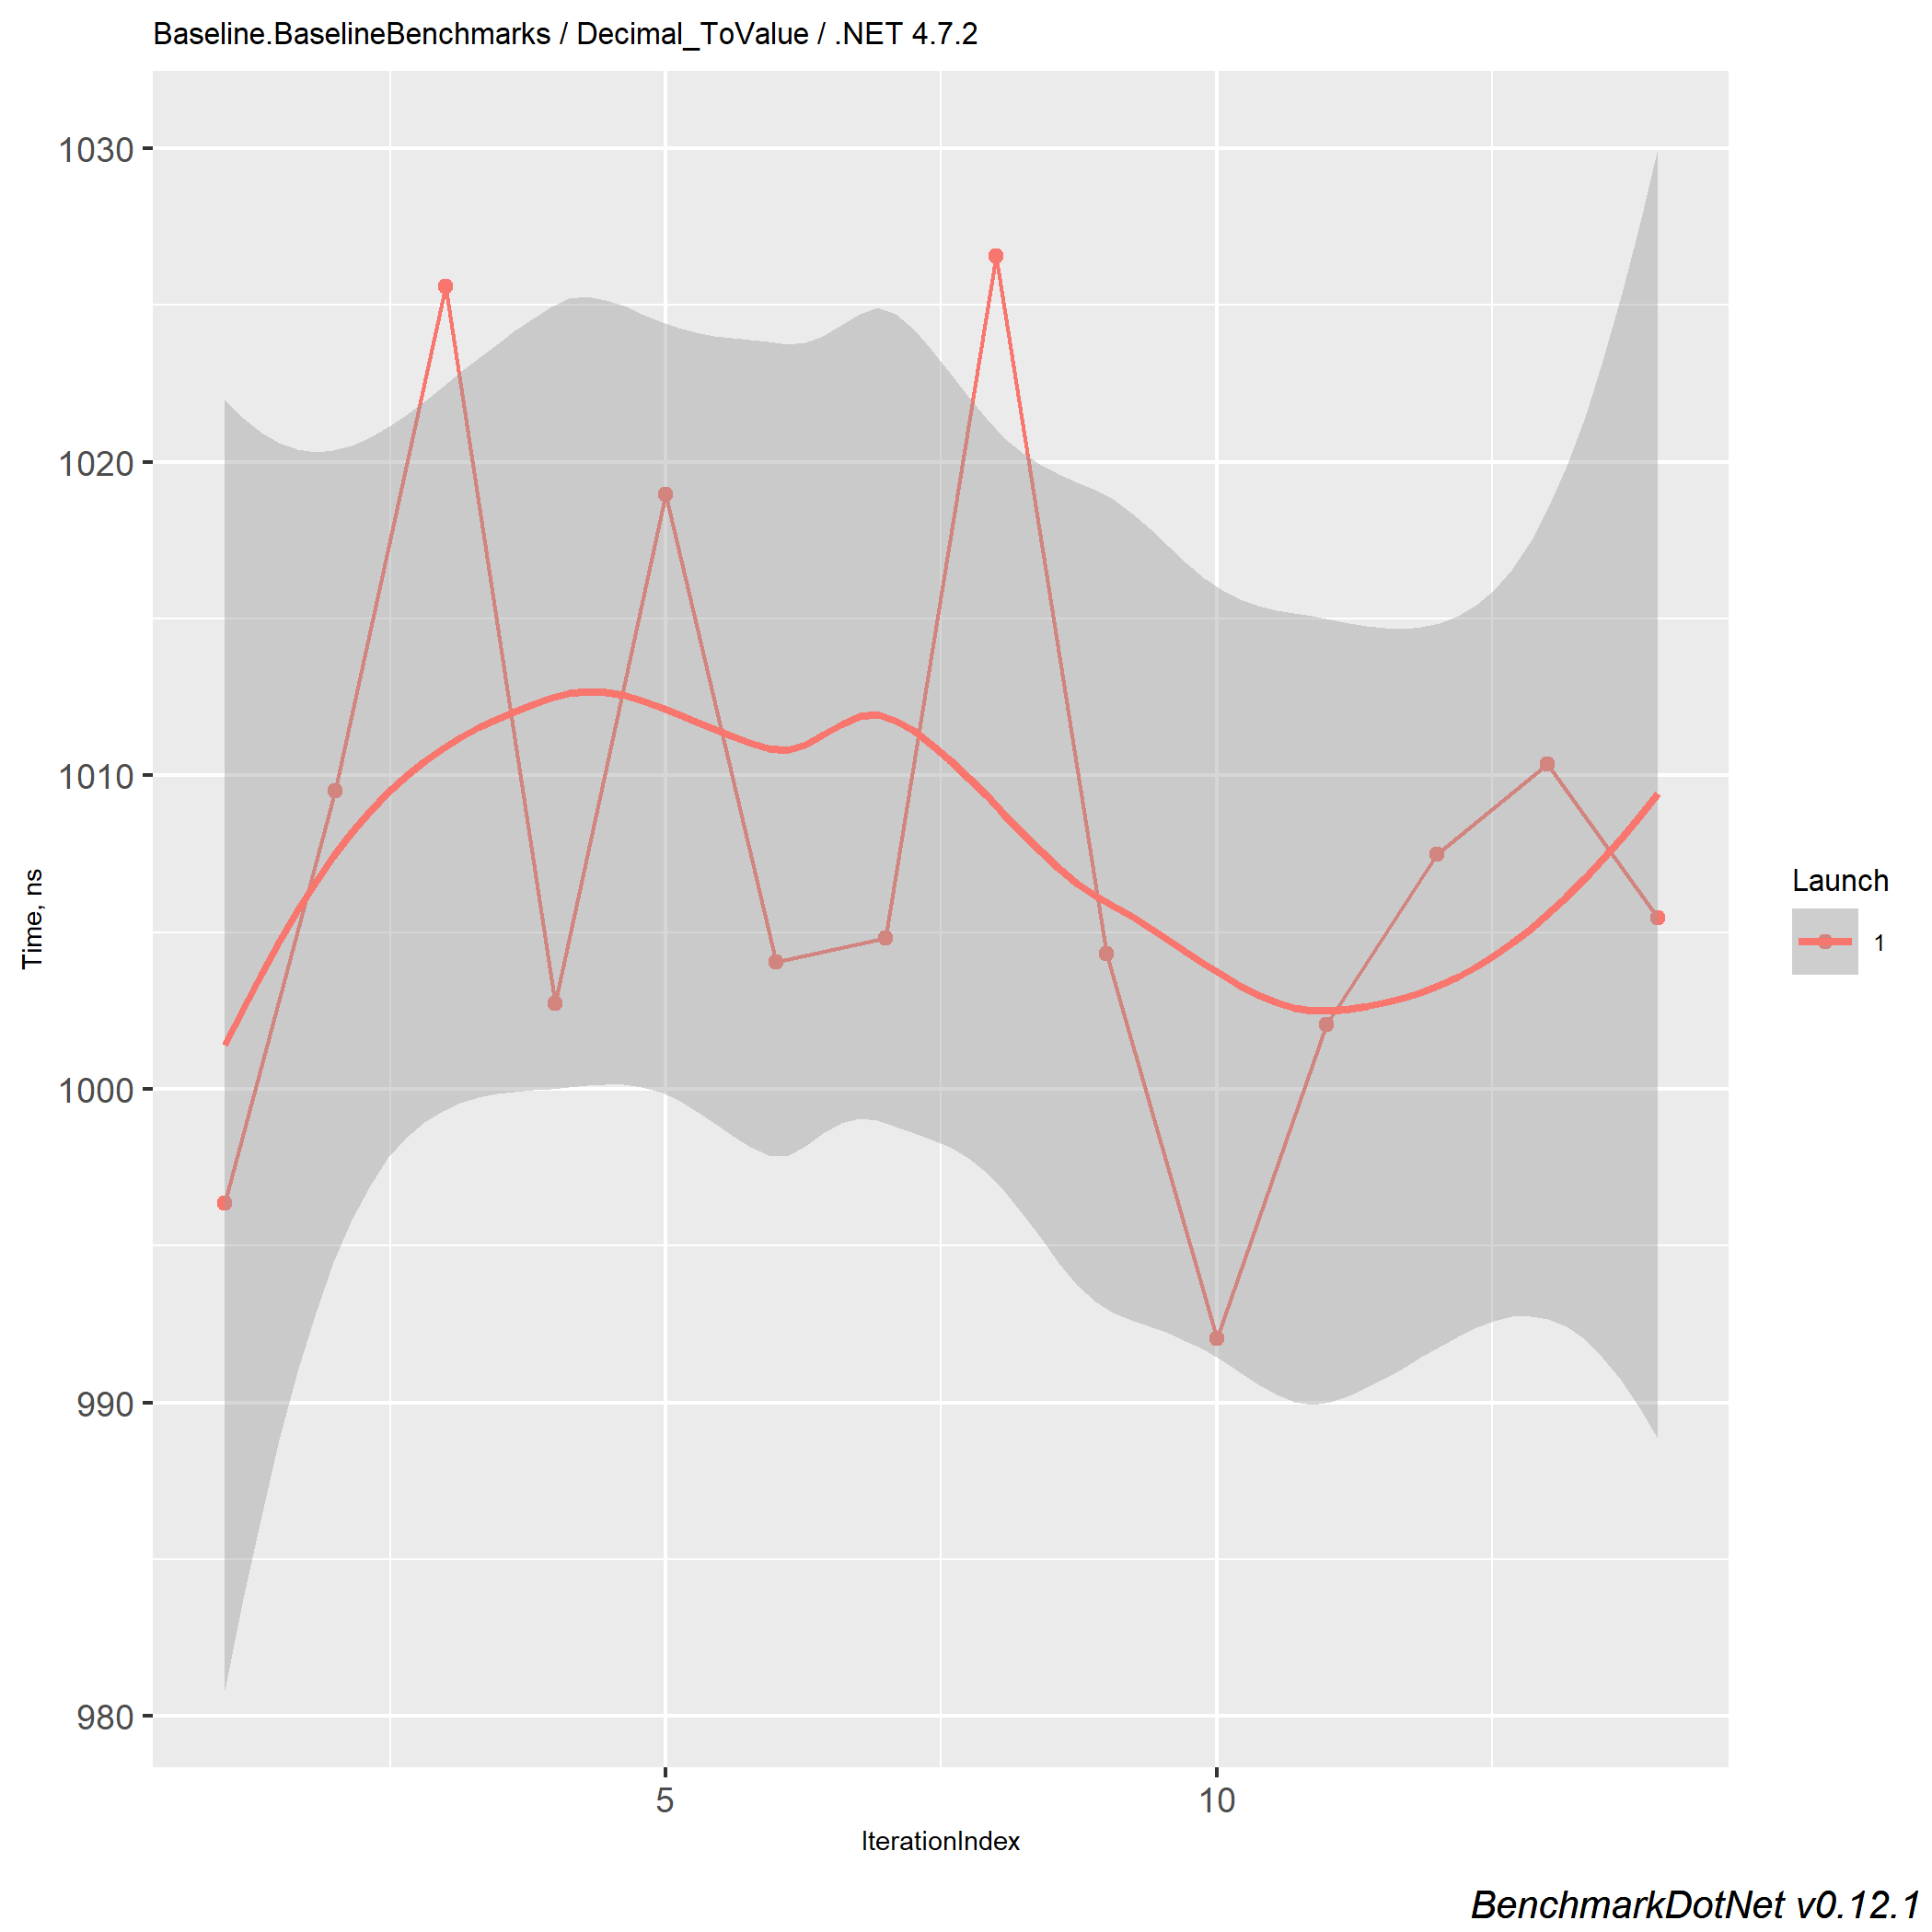 Baseline.BaselineBenchmarks / Decimal_ToValue / .NET 4.7.2
1030
1020
1010
1000
990
980
Time, ns
5
10
IterationIndex
Launch
1
BenchmarkDotNet v0.12.1